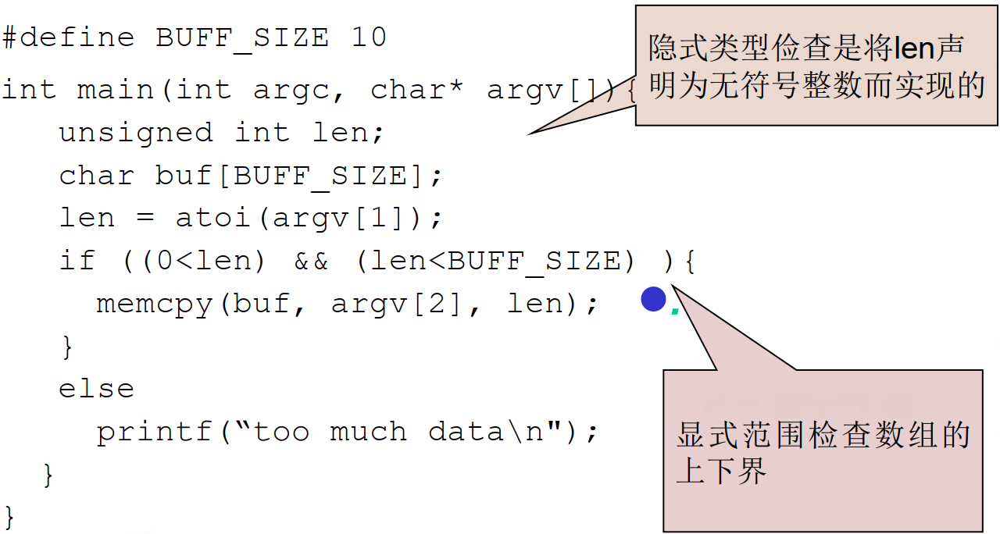 #define BUFF_SIZE 10
int main(int argc, char* argv[]){
unsigned int len;
char buf[BUFF_SIZE];
len = atoi(argv[1]);
if ((0<len) && (len<BUFF_SIZE) ){
memcpy(buf, argv[2], len);
}
else
printf(“too much data\n");
}
}
隐式类型俭查是将len声
明为无符号整数而实现的
显式范围检查数组的
上下界